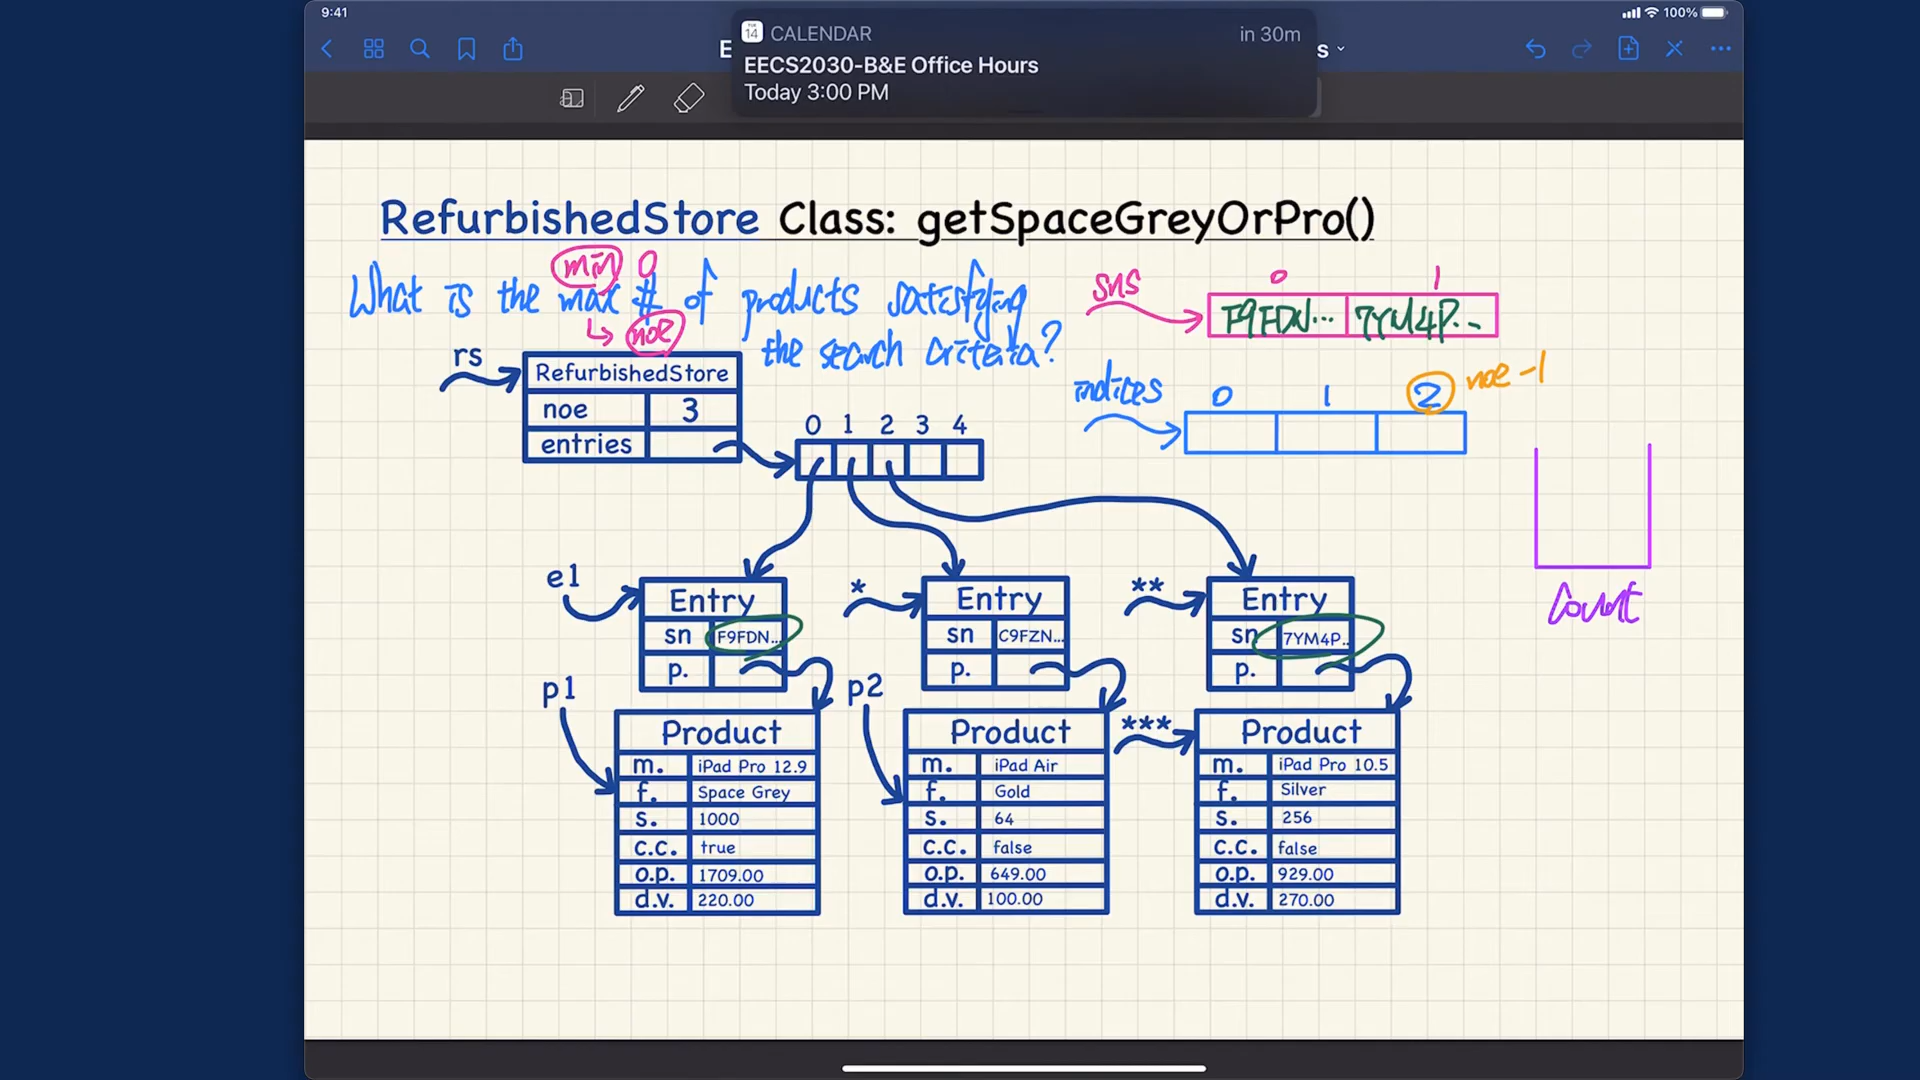 9:41
100%
TUE
14
CALENDAR
in 30m
EECS2030-B&E Office Hours
Today 3:00 PM
E
s
RefurbishedStore Class: getSpaceGreyOrPro()
min 0
What is the max # of products satisfying
↳ noe
the search criteria?
sns
0 1
F9FDN... 7YM4P...
rs
RefurbishedStore
noe 3
entries
0 1 2 3 4
indices
0 1 2
noe -1
Count
e1
Entry
sn F9FDN...
p.
*
Entry
sn C9FZN...
p.
**
Entry
sn 7YM4P...
p.
p1
Product
m. iPad Pro 12.9
f. Space Grey
s. 1000
c.c. true
o.p. 1709.00
d.v. 220.00
p2
Product
m. iPad Air
f. Gold
s. 64
c.c. false
o.p. 649.00
d.v. 100.00
***
Product
m. iPad Pro 10.5
f. Silver
s. 256
c.c. false
o.p. 929.00
d.v. 270.00